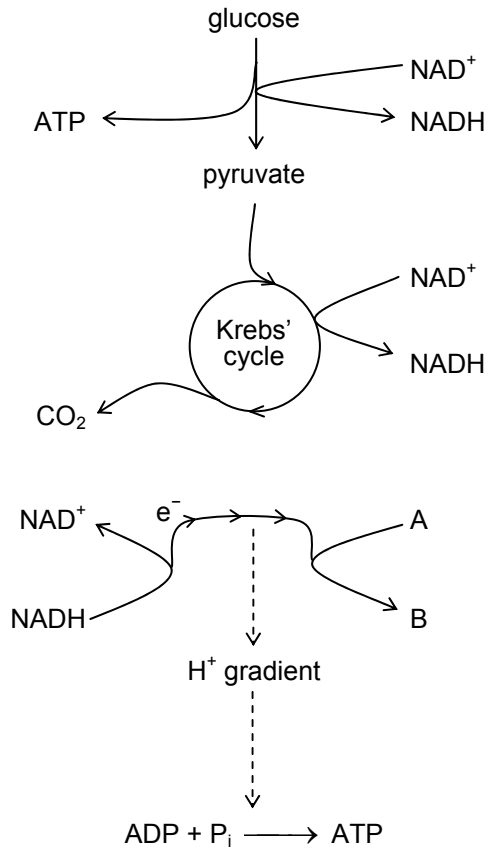 glucose
NAD⁺
ATP
NADH
pyruvate
NAD⁺
Krebs'
cycle
NADH
CO₂
NAD⁺
e⁻
A
NADH
B
H⁺ gradient
ADP + Pᵢ → ATP